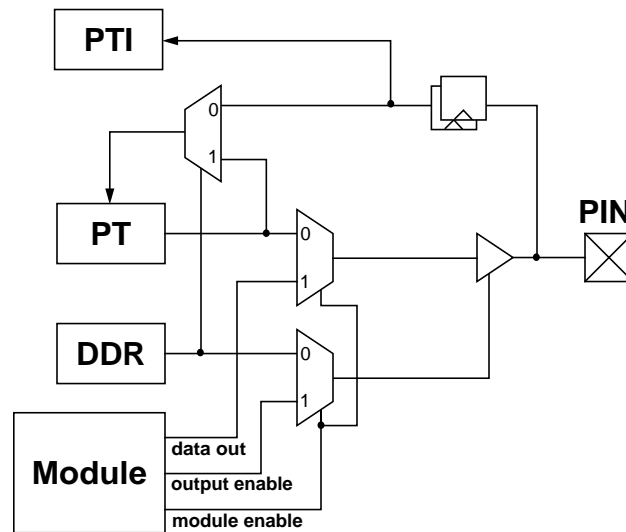 PTI
0
1
PIN
PT
0
1
DDR
0
1
Module
data out
output enable
module enable